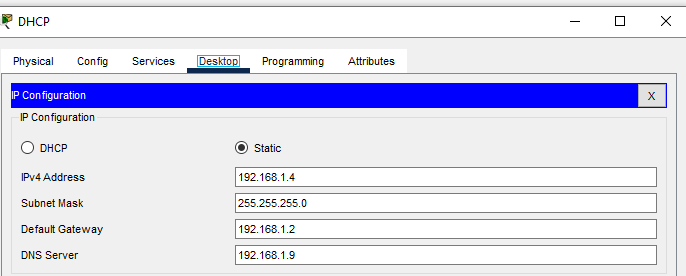 DHCP
Physical Config Services Desktop Programming Attributes
IP Configuration X
IP Configuration
DHCP Static
IPv4 Address 192.168.1.4
Subnet Mask 255.255.255.0
Default Gateway 192.168.1.2
DNS Server 192.168.1.9